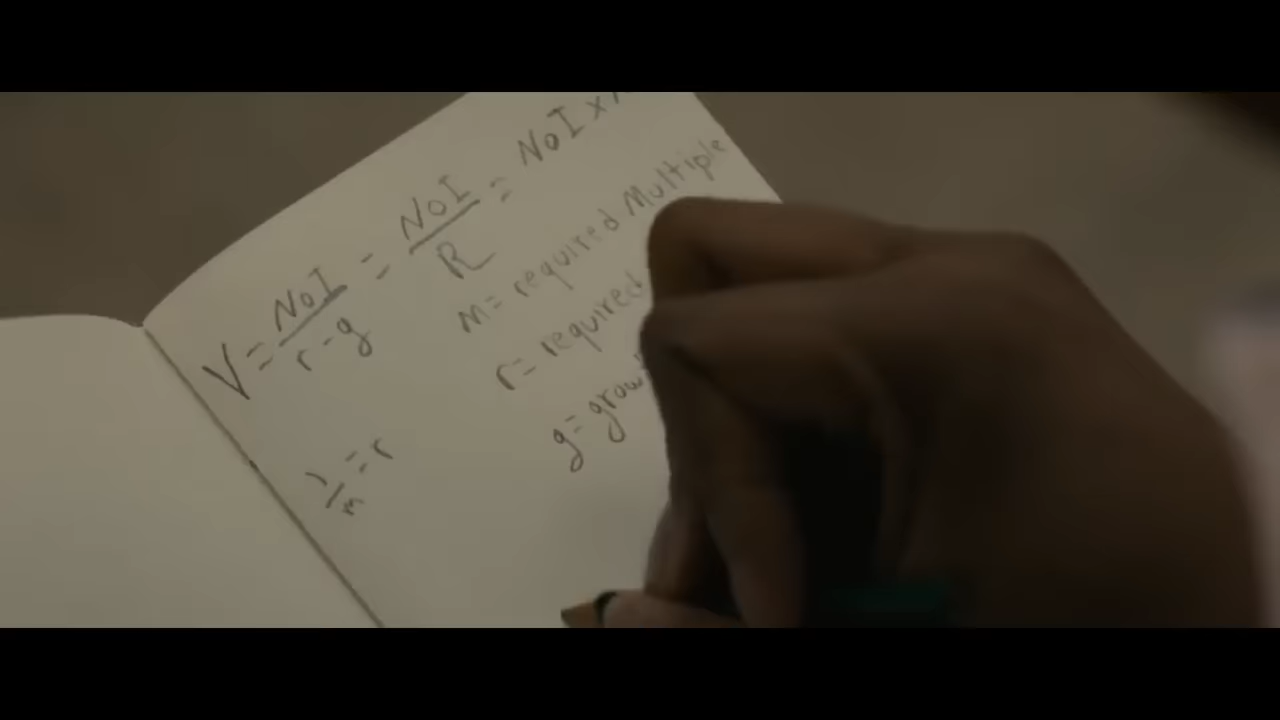 V = NoI / r - g = NoI / R = NoI x
m = required Multiple
r = required
g = grow
1 / m = r